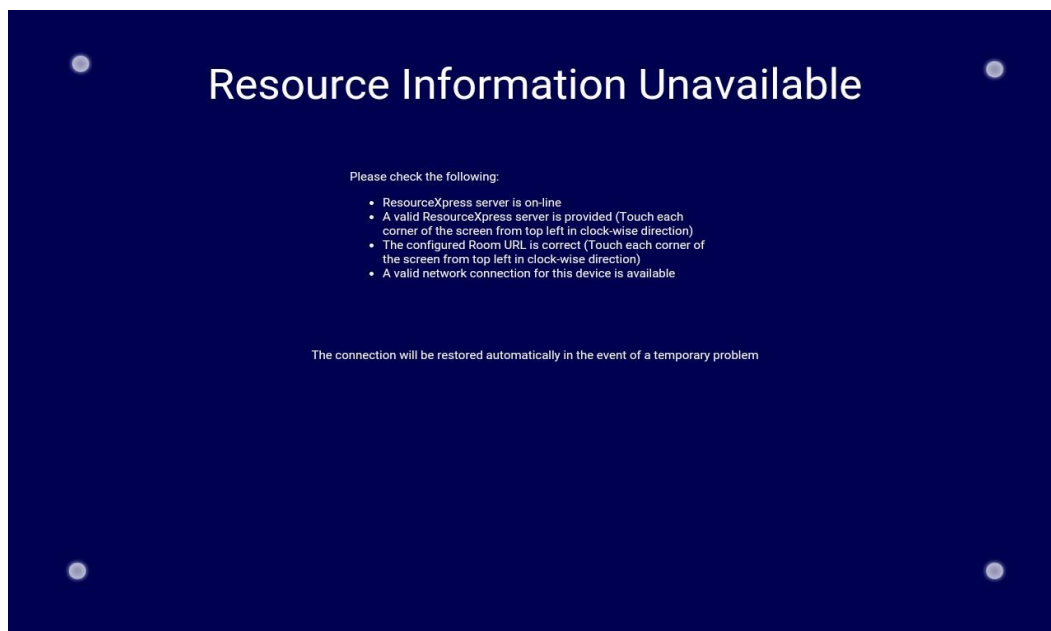 Resource Information Unavailable
Please check the following:
• ResourceXpress server is on-line
• A valid ResourceXpress server is provided (Touch each
corner of the screen from top left in clock-wise direction)
• The configured Room URL is correct (Touch each corner of
the screen from top left in clock-wise direction)
• A valid network connection for this device is available
The connection will be restored automatically in the event of a temporary problem